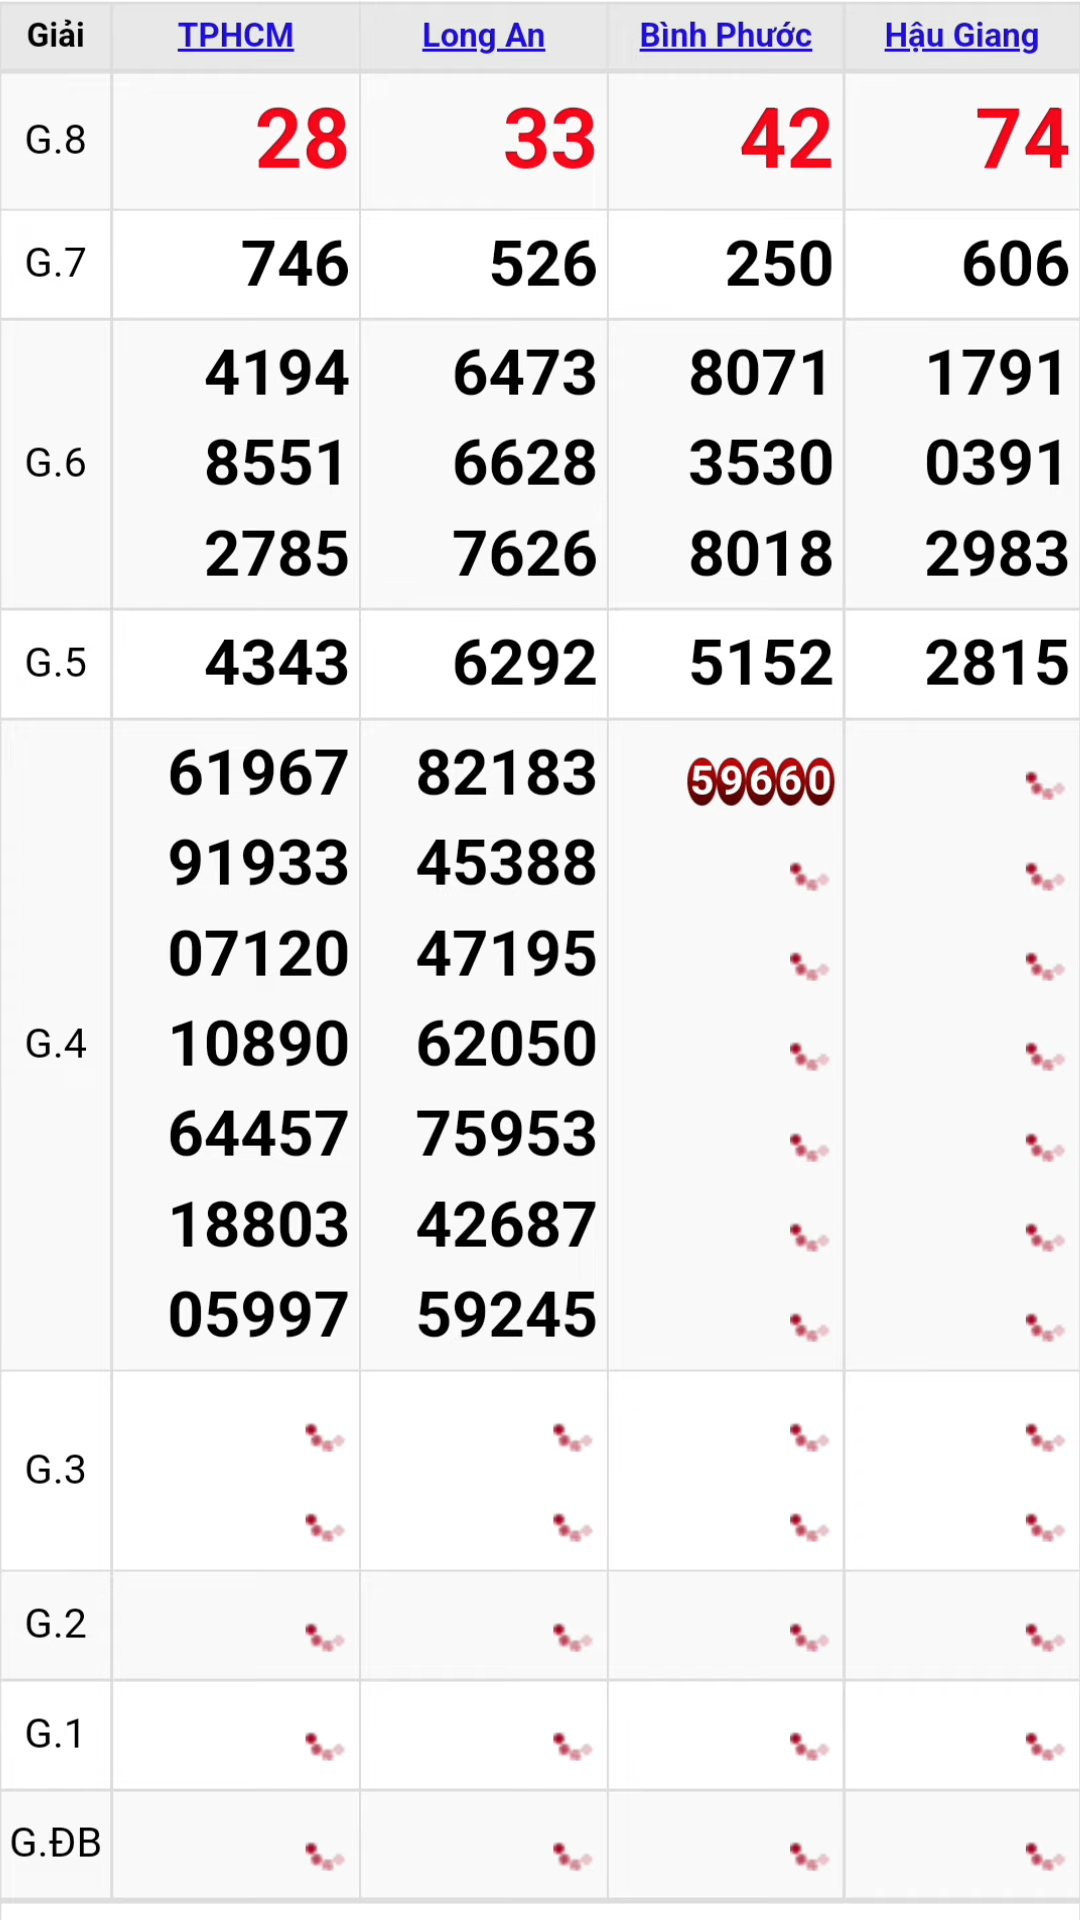 Giải TPHCM Long An Bình Phước Hậu Giang
G.8 28 33 42 74
G.7 746 526 250 606
4194 6473 8071 1791
G.6 8551 6628 3530 0391
2785 7626 8018 2983
G.5 4343 6292 5152 2815
61967 82183 59660
91933 45388
07120 47195
G.4 10890 62050
64457 75953
18803 42687
05997 59245
G.3
G.2
G.1
G.ĐB